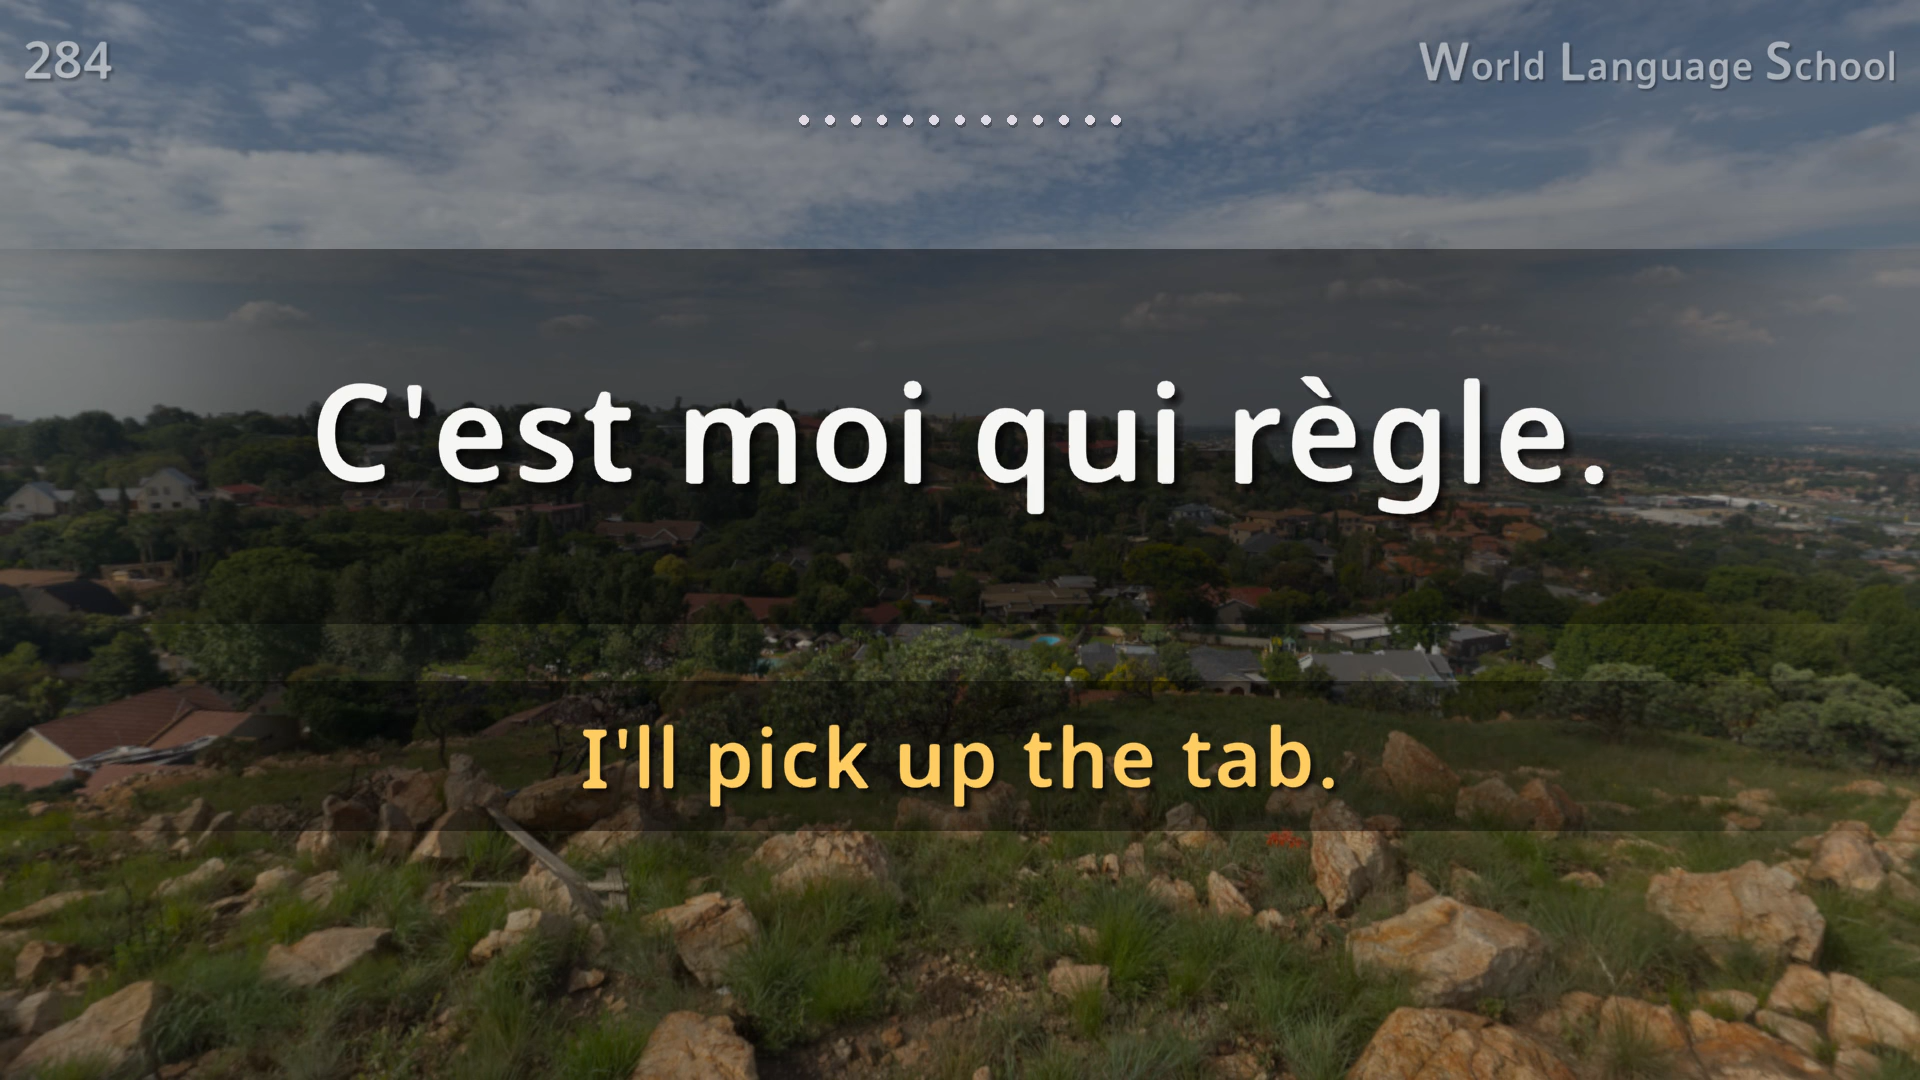 284
World Language School
C'est moi qui règle.
I'll pick up the tab.